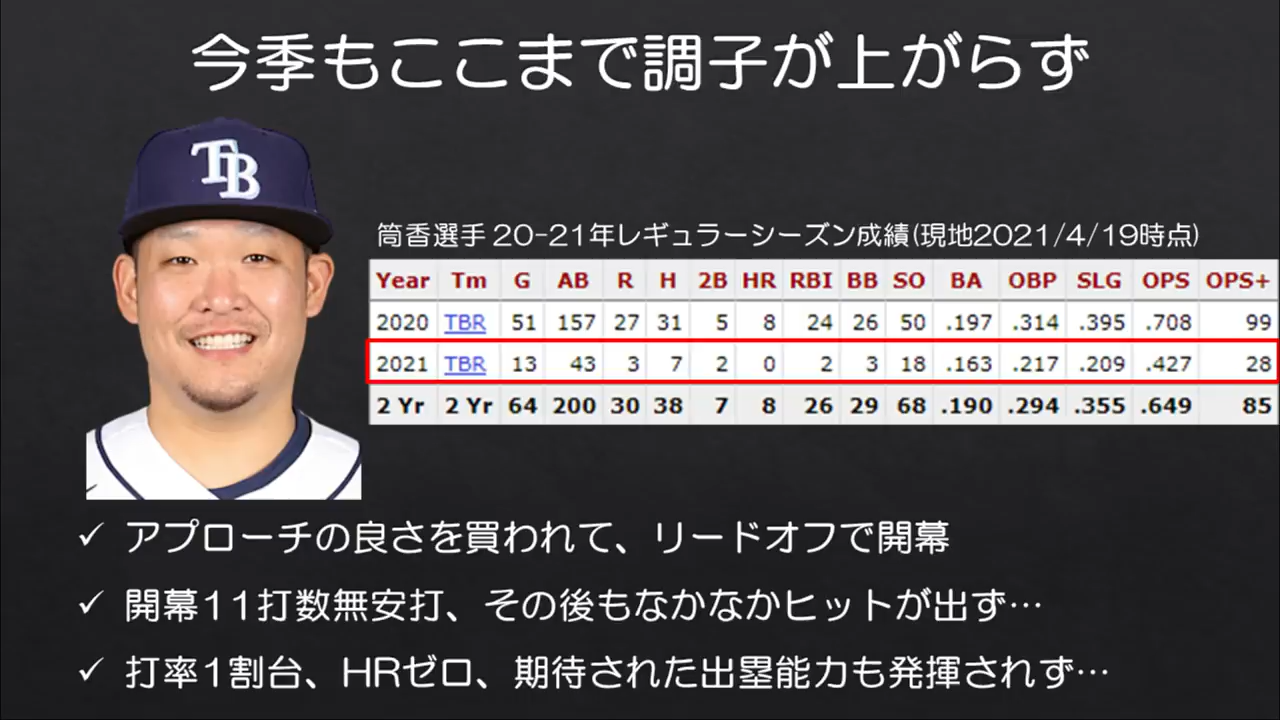 今季もここまで調子が上がらず
TB
筒香選手 20-21年レギュラーシーズン成績(現地2021/4/19時点)
Year Tm G AB R H 2B HR RBI BB SO BA OBP SLG OPS OPS+
2020 TBR 51 157 27 31 5 8 24 26 50 .197 .314 .395 .708 99
2021 TBR 13 43 3 7 2 0 2 3 18 .163 .217 .209 .427 28
2 Yr 2 Yr 64 200 30 38 7 8 26 29 68 .190 .294 .355 .649 85
✓ アプローチの良さを買われて、リードオフで開幕
✓ 開幕11打数無安打、その後もなかなかヒットが出ず…
✓ 打率1割台、HRゼロ、期待された出塁能力も発揮されず…